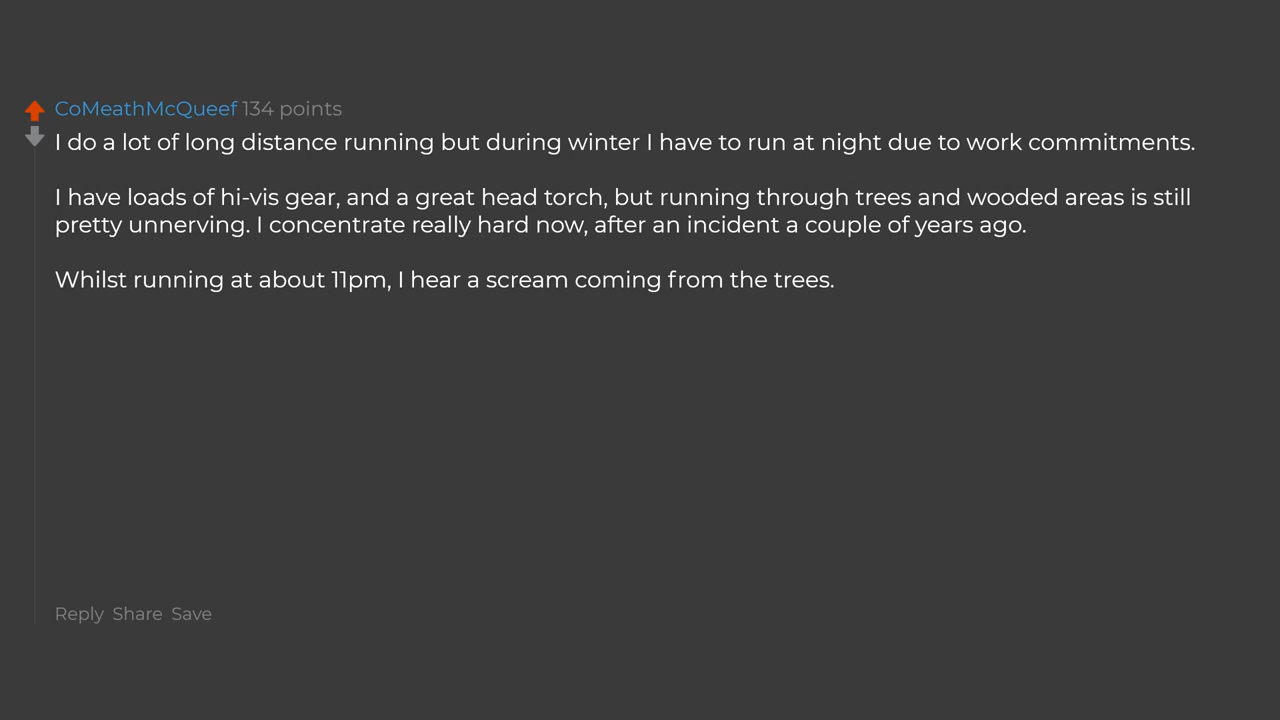 CoMeathMcQueef 134 points
I do a lot of long distance running but during winter I have to run at night due to work commitments.
I have loads of hi-vis gear, and a great head torch, but running through trees and wooded areas is still
pretty unnerving. I concentrate really hard now, after an incident a couple of years ago.
Whilst running at about 11pm, I hear a scream coming from the trees.
Reply Share Save